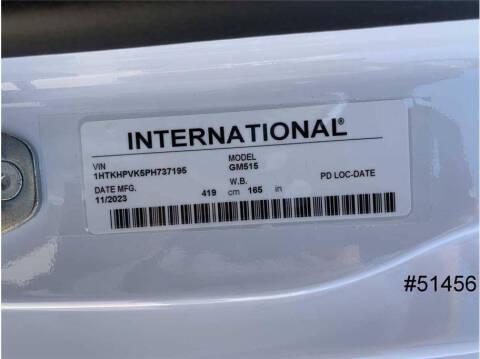 INTERNATIONAL®
VIN MODEL
1HTKHPVK5PH737195 GM515
DATE MFG. W.B. PD LOC-DATE
11/2023 419 cm 165 in
#51456